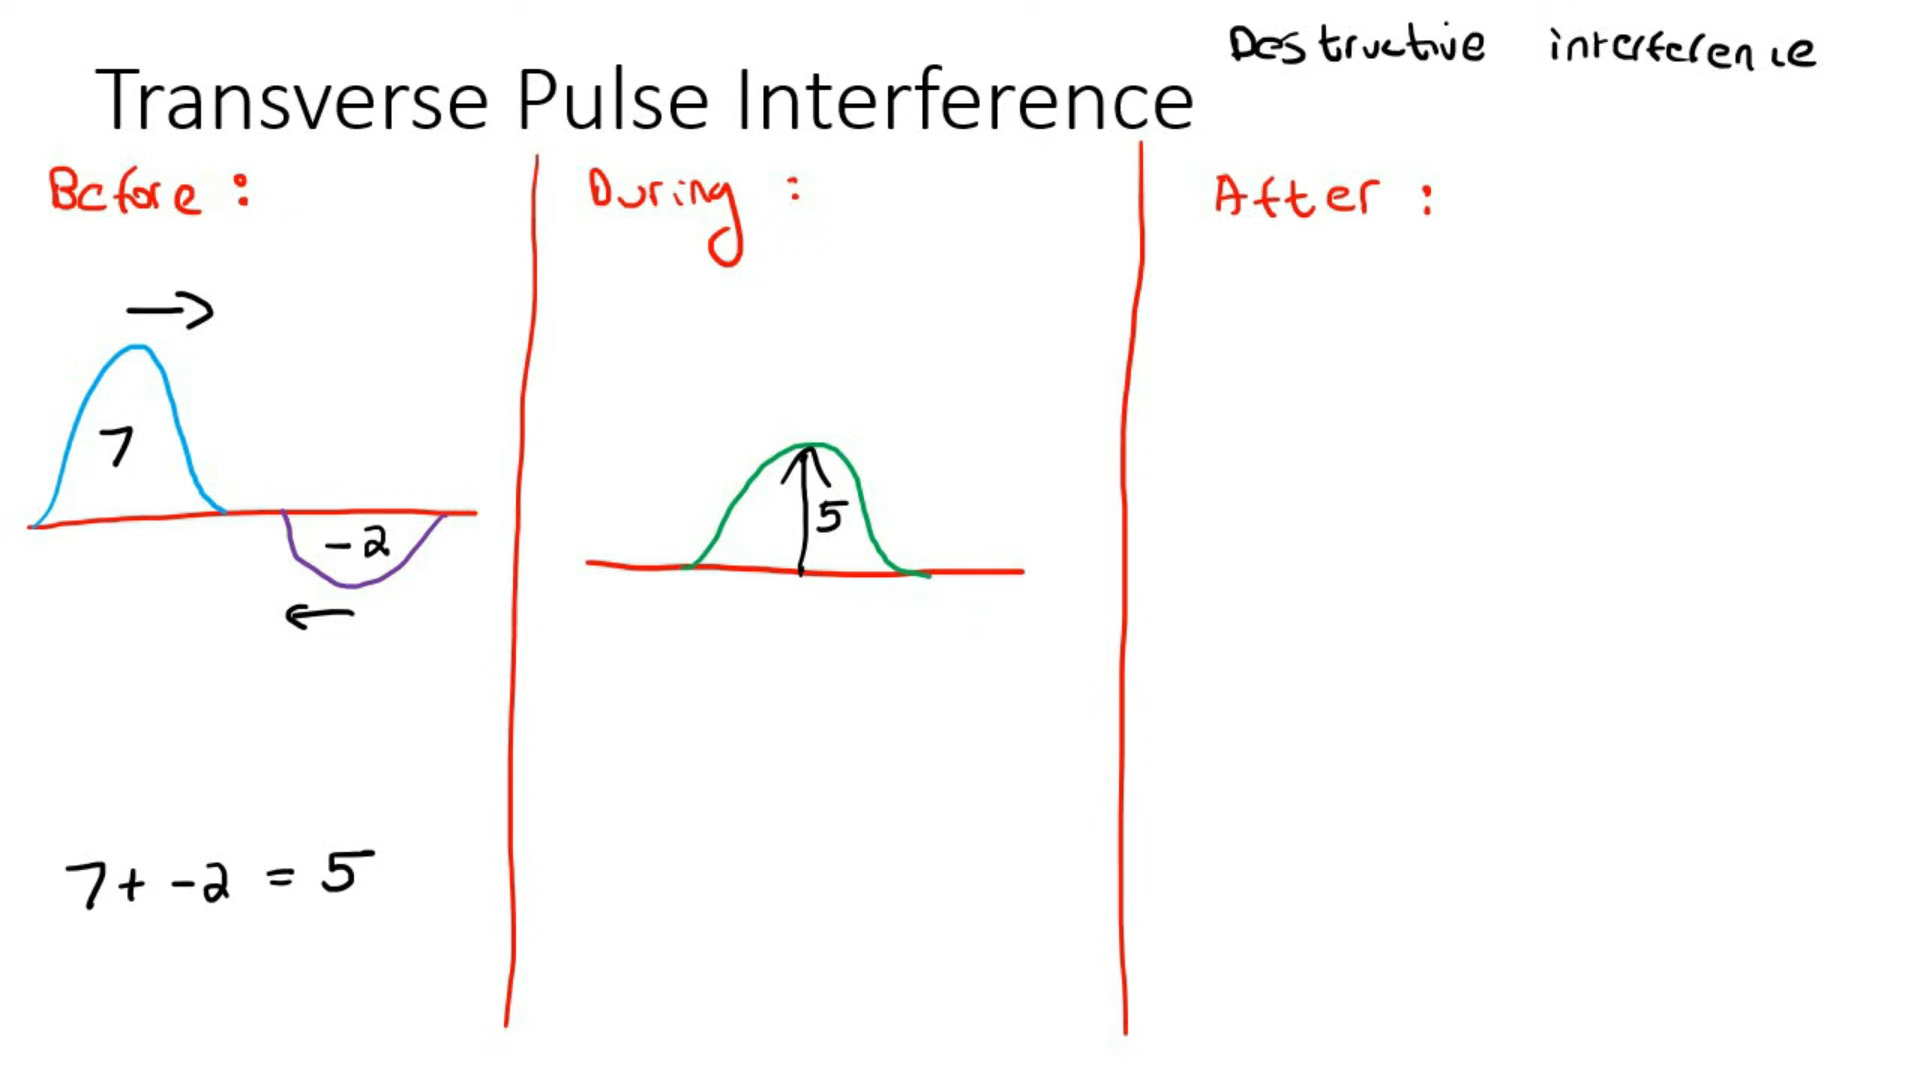 Destructive interference
Transverse Pulse Interference
Before :
During :
After :
7
-2
5
7 + -2 = 5